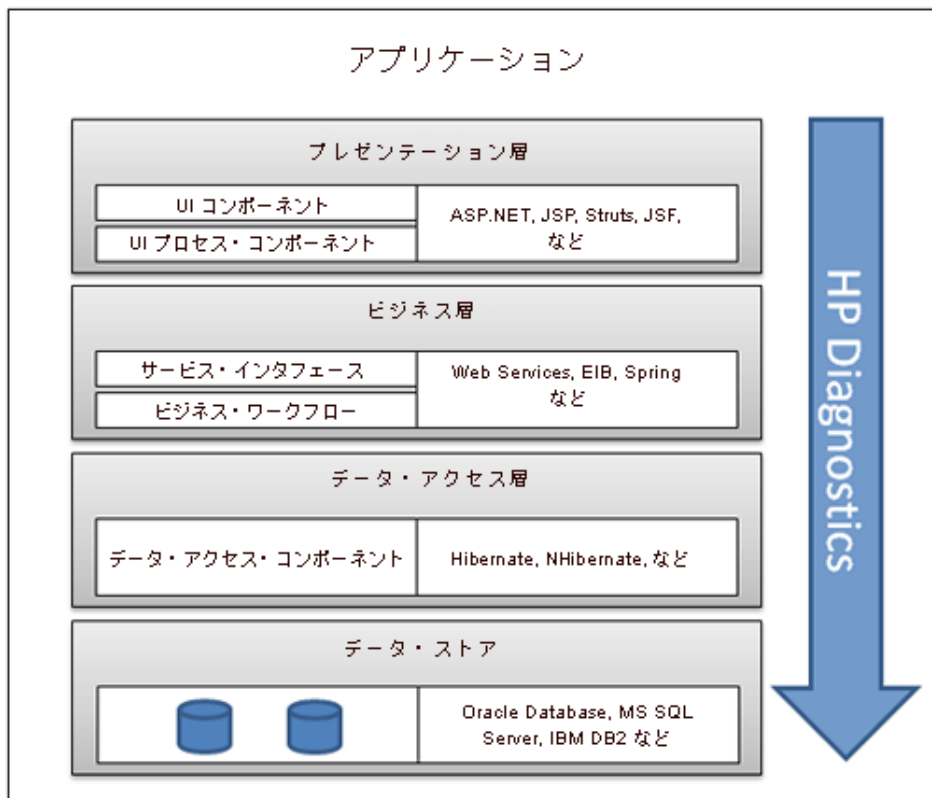 アプリケーション
プレゼンテーション層
UI コンポーネント
UI プロセス・コンポーネント
ASP.NET, JSP, Struts, JSF,
など
ビジネス層
サービス・インタフェース
ビジネス・ワークフロー
Web Services, EIB, Spring
など
データ・アクセス層
データ・アクセス・コンポーネント
Hibernate, NHibernate, など
データ・ストア
Oracle Database, MS SQL
Server, IBM DB2 など
HP Diagnostics